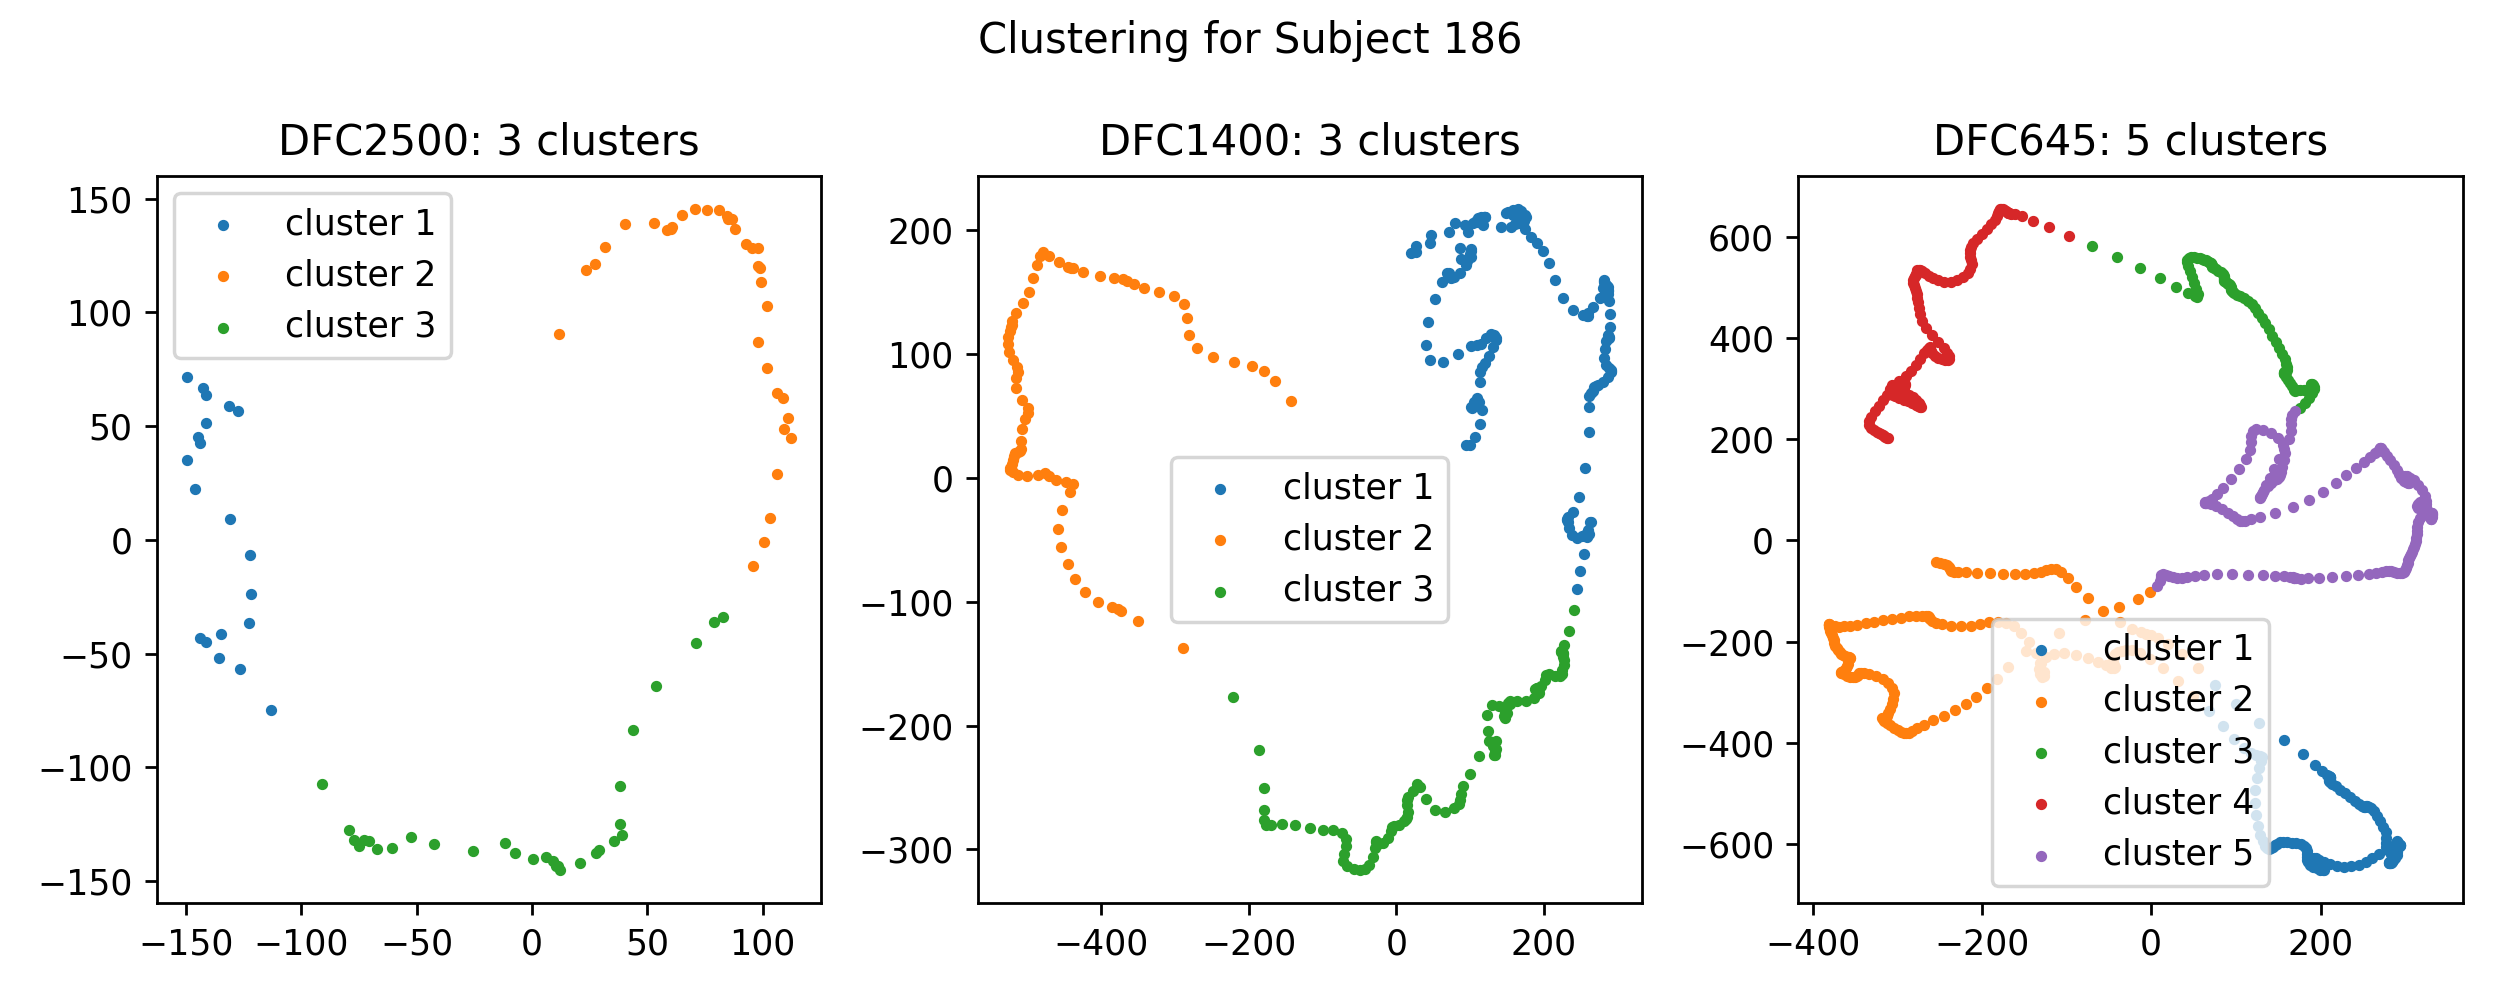 Clustering for Subject 186
DFC2500: 3 clusters
150
100
50
0
−50
−100
−150
−150
−100
−50
0
50
100
cluster 1
cluster 2
cluster 3
DFC1400: 3 clusters
200
100
0
−100
−200
−300
−400
−200
0
200
cluster 1
cluster 2
cluster 3
DFC645: 5 clusters
600
400
200
0
−200
−400
−600
−400
−200
0
200
cluster 1
cluster 2
cluster 3
cluster 4
cluster 5